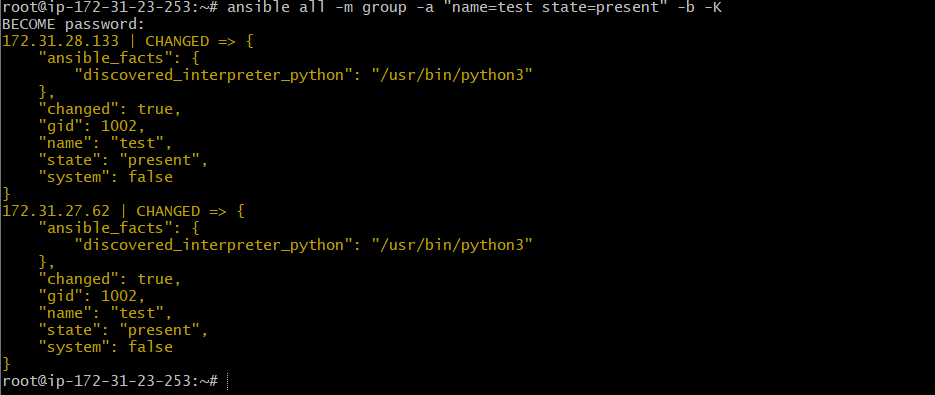 root@ip-172-31-23-253:~# ansible all -m group -a "name=test state=present" -b -K
BECOME password:
172.31.28.133 | CHANGED => {
    "ansible_facts": {
        "discovered_interpreter_python": "/usr/bin/python3"
    },
    "changed": true,
    "gid": 1002,
    "name": "test",
    "state": "present",
    "system": false
}
172.31.27.62 | CHANGED => {
    "ansible_facts": {
        "discovered_interpreter_python": "/usr/bin/python3"
    },
    "changed": true,
    "gid": 1002,
    "name": "test",
    "state": "present",
    "system": false
}
root@ip-172-31-23-253:~#